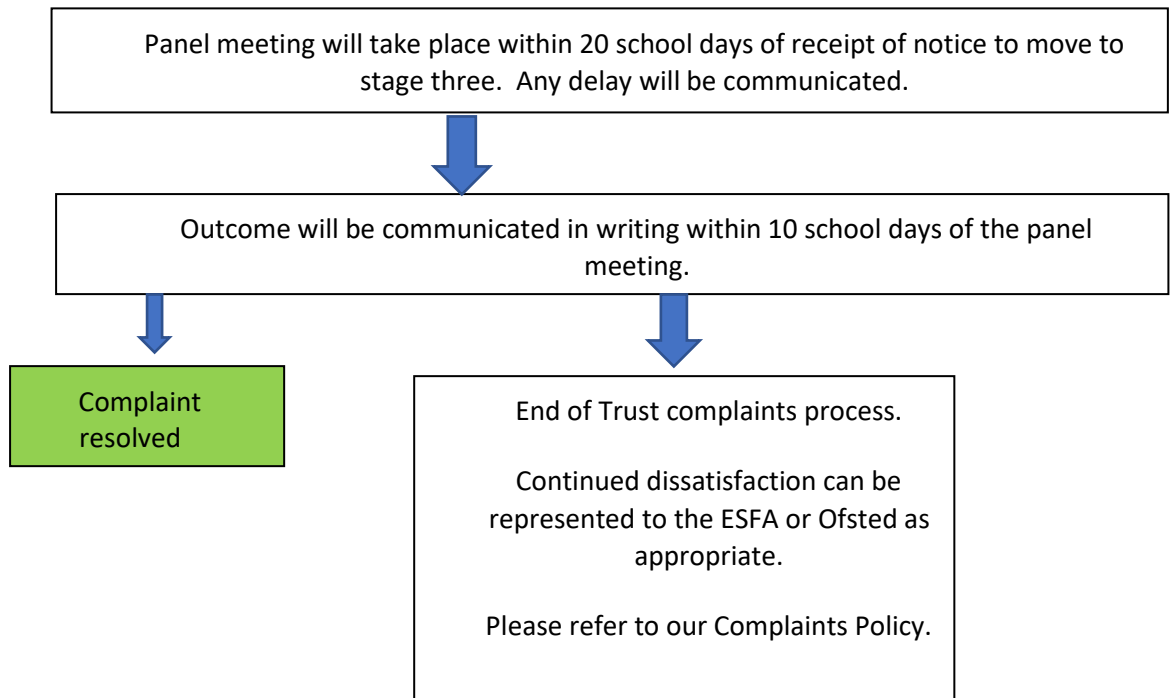 Panel meeting will take place within 20 school days of receipt of notice to move to
stage three.  Any delay will be communicated.
Outcome will be communicated in writing within 10 school days of the panel
meeting.
Complaint
resolved
End of Trust complaints process.
Continued dissatisfaction can be
represented to the ESFA or Ofsted as
appropriate.
Please refer to our Complaints Policy.